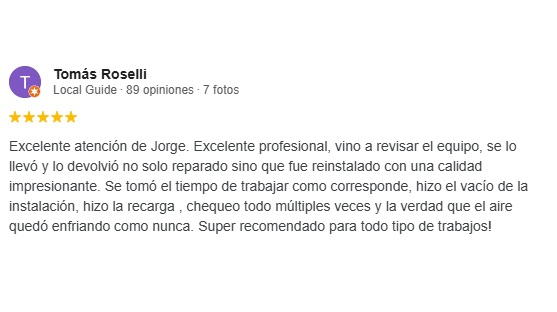 T
Tomás Roselli
Local Guide · 89 opiniones · 7 fotos
Excelente atención de Jorge. Excelente profesional, vino a revisar el equipo, se lo
llevó y lo devolvió no solo reparado sino que fue reinstalado con una calidad
impresionante. Se tomó el tiempo de trabajar como corresponde, hizo el vacío de la
instalación, hizo la recarga , chequeo todo múltiples veces y la verdad que el aire
quedó enfriando como nunca. Super recomendado para todo tipo de trabajos!